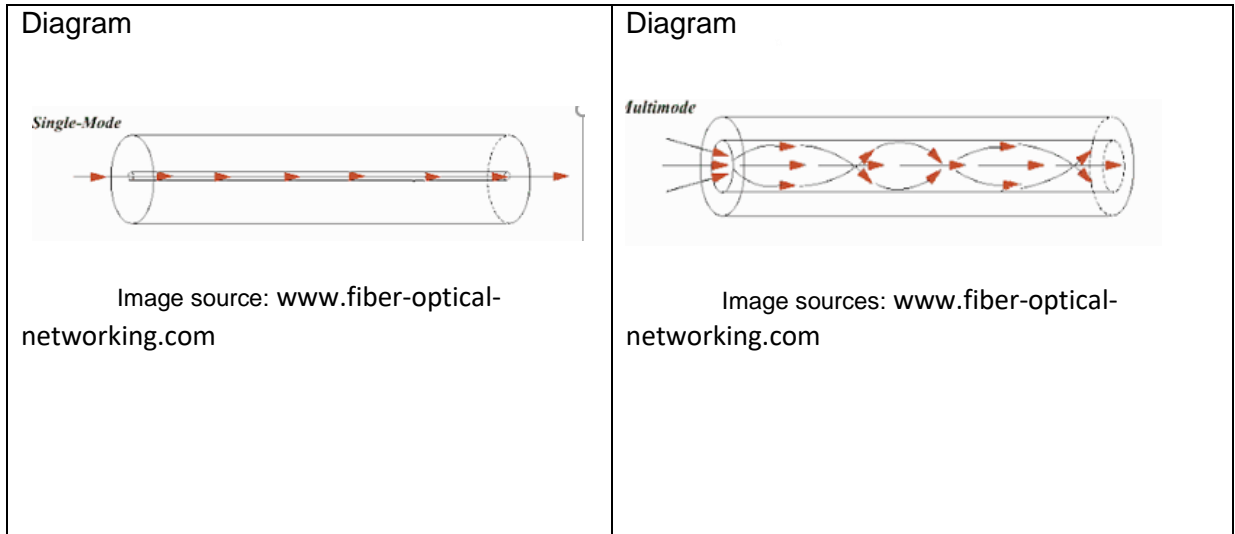 Diagram
Single-Mode
Image source: www.fiber-optical-
networking.com
Diagram
ultimode
Image sources: www.fiber-optical-
networking.com